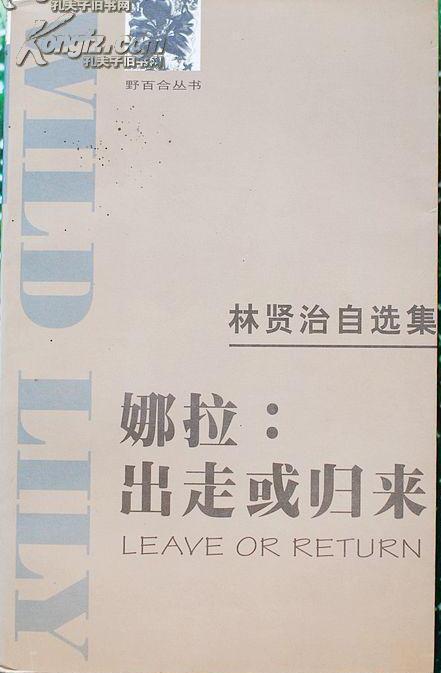 孔夫子旧书网
Kongfz.com
孔夫子旧书网
野百合丛书
WILD LILY
林贤治自选集
娜拉：
出走或归来
LEAVE OR RETURN